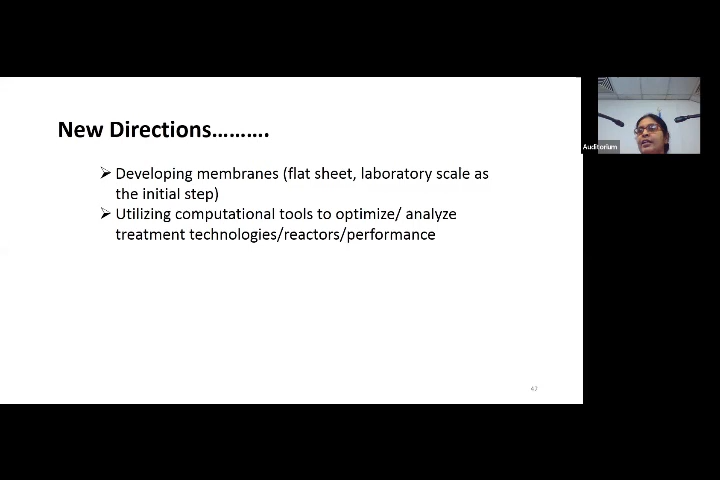 New Directions……….
➢ Developing membranes (flat sheet, laboratory scale as
the initial step)
➢ Utilizing computational tools to optimize/ analyze
treatment technologies/reactors/performance
Auditorium